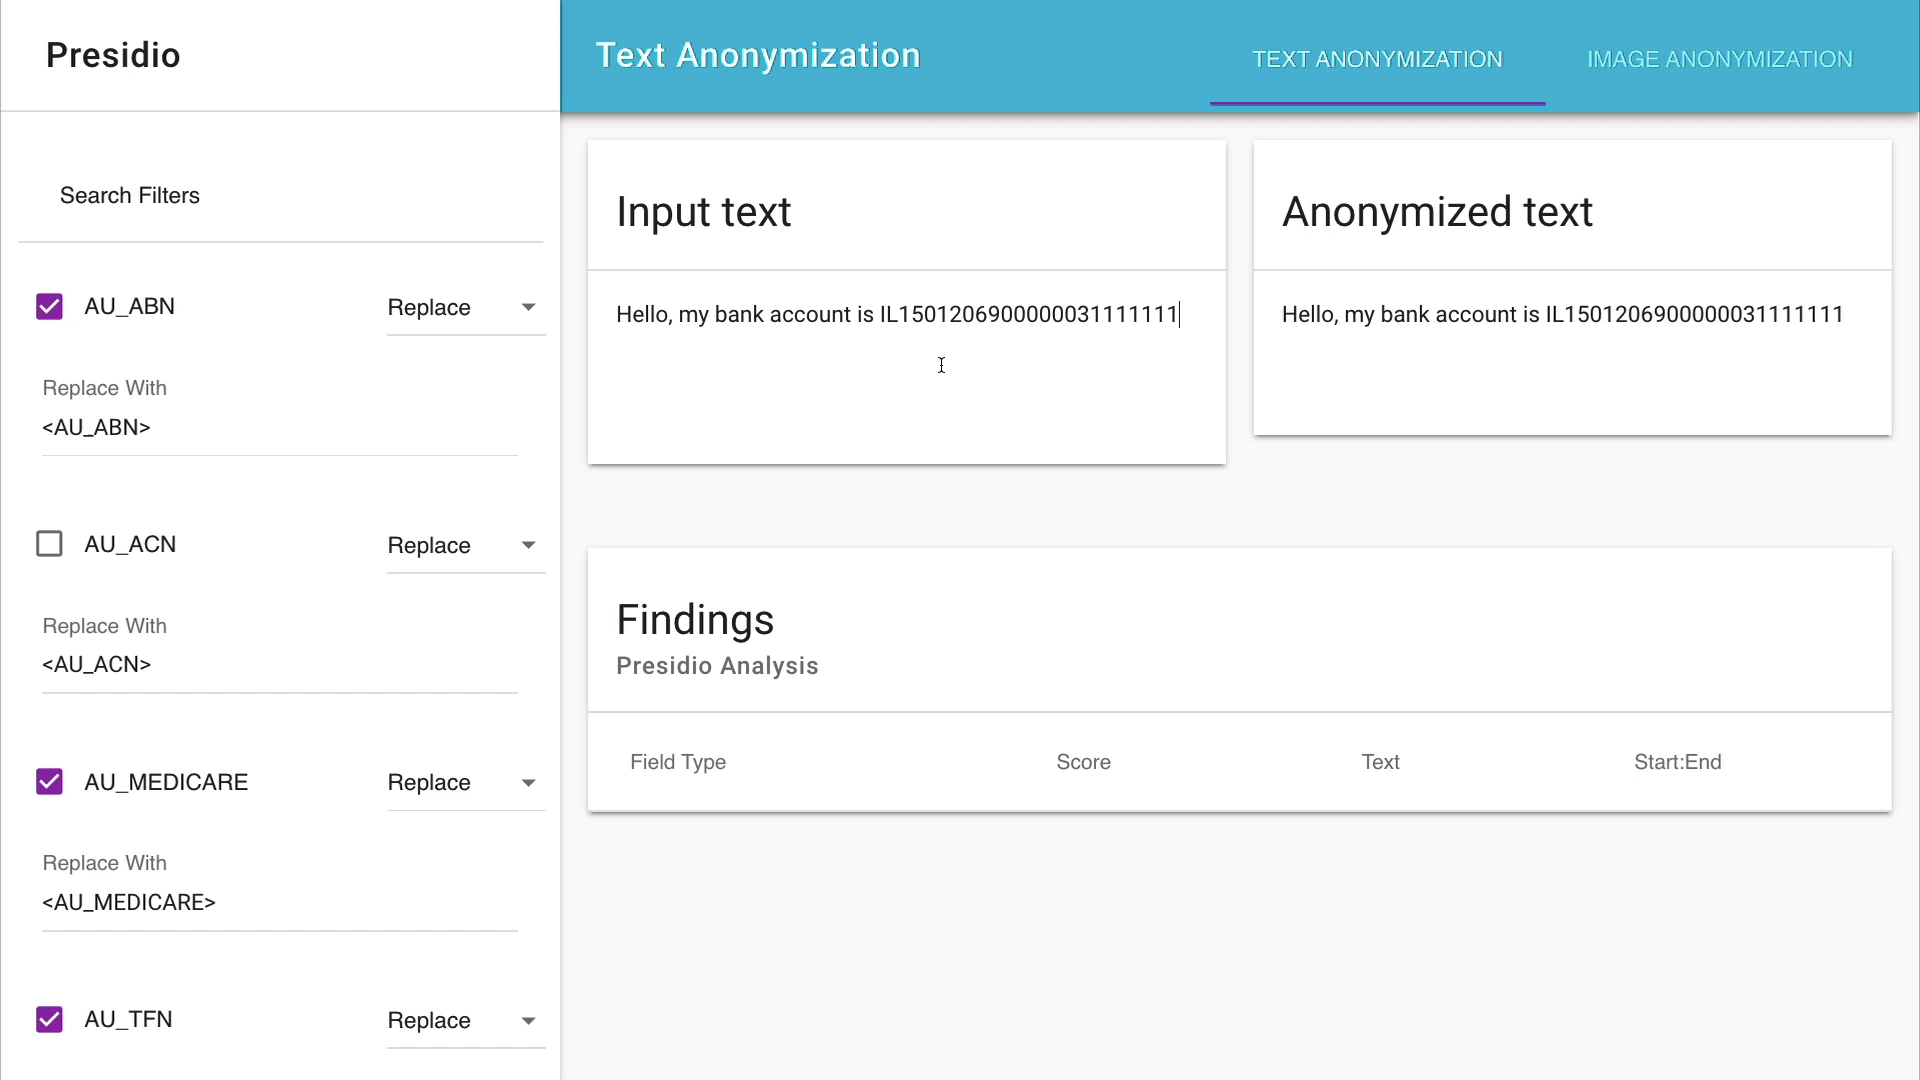 Presidio
Text Anonymization
TEXT ANONYMIZATION
IMAGE ANONYMIZATION
Search Filters
AU_ABN
Replace
Replace With
<AU_ABN>
AU_ACN
Replace
Replace With
<AU_ACN>
AU_MEDICARE
Replace
Replace With
<AU_MEDICARE>
AU_TFN
Replace
Input text
Hello, my bank account is IL1501206900000031111111
Anonymized text
Hello, my bank account is IL1501206900000031111111
Findings
Presidio Analysis
Field Type
Score
Text
Start:End